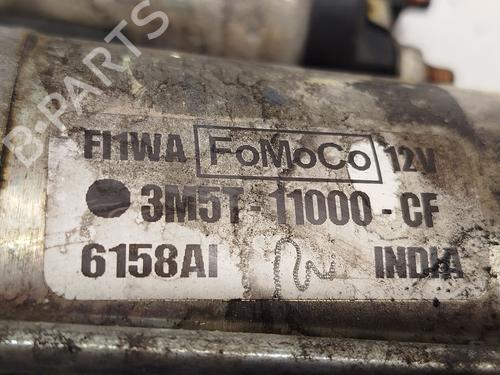 B-PARTS
FI1WA FoMoCo 12V
3M5T-11000-CF
6158AI INDIA